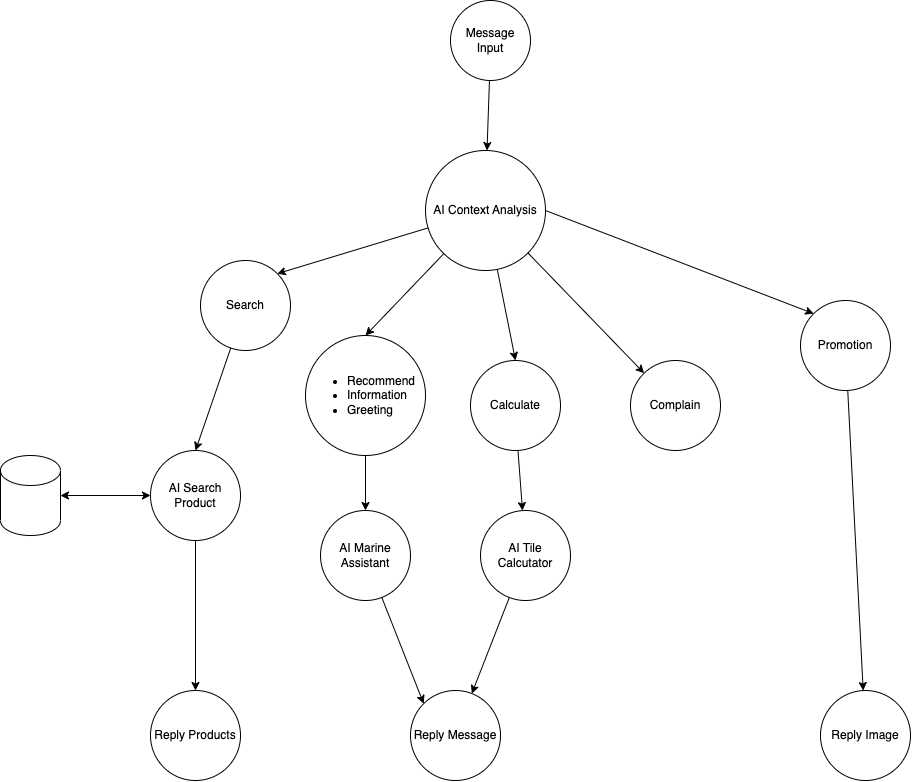 Message
Input
AI Context Analysis
Search
• Recommend
• Information
• Greeting
Calculate
Complain
Promotion
AI Search
Product
AI Marine
Assistant
AI Tile
Calcutator
Reply Products
Reply Message
Reply Image